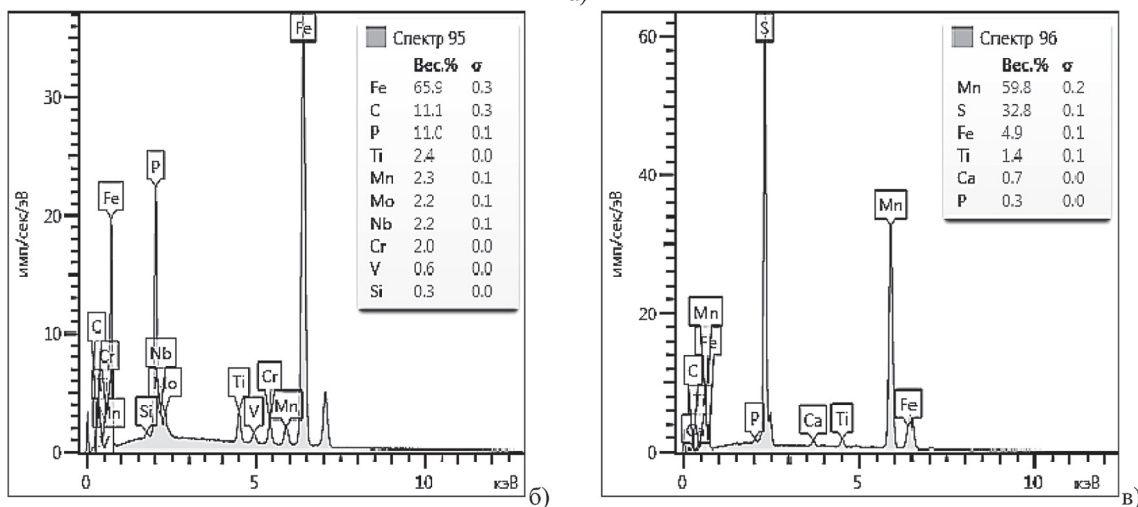 а)
Спектр 95
Вес.% σ
Fe 65.9 0.3
C 11.1 0.3
P 11.0 0.1
Ti 2.4 0.0
Mn 2.3 0.1
Mo 2.2 0.1
Nb 2.2 0.1
Cr 2.0 0.0
V 0.6 0.0
Si 0.3 0.0
Fe
P
Fe
C
Cr
Nb
Mo
Si
V
Ti
V
Cr
Mn
30
20
10
0
имп/сек/эВ
0 5 10 кэВ
б)
Спектр 96
Вес.% σ
Mn 59.8 0.2
S 32.8 0.1
Fe 4.9 0.1
Ti 1.4 0.1
Ca 0.7 0.0
P 0.3 0.0
S
Mn
Mn
Fe
C
Ti
P
Ca
Ti
Fe
60
40
20
0
имп/сек/эВ
0 5 10 кэВ
в)